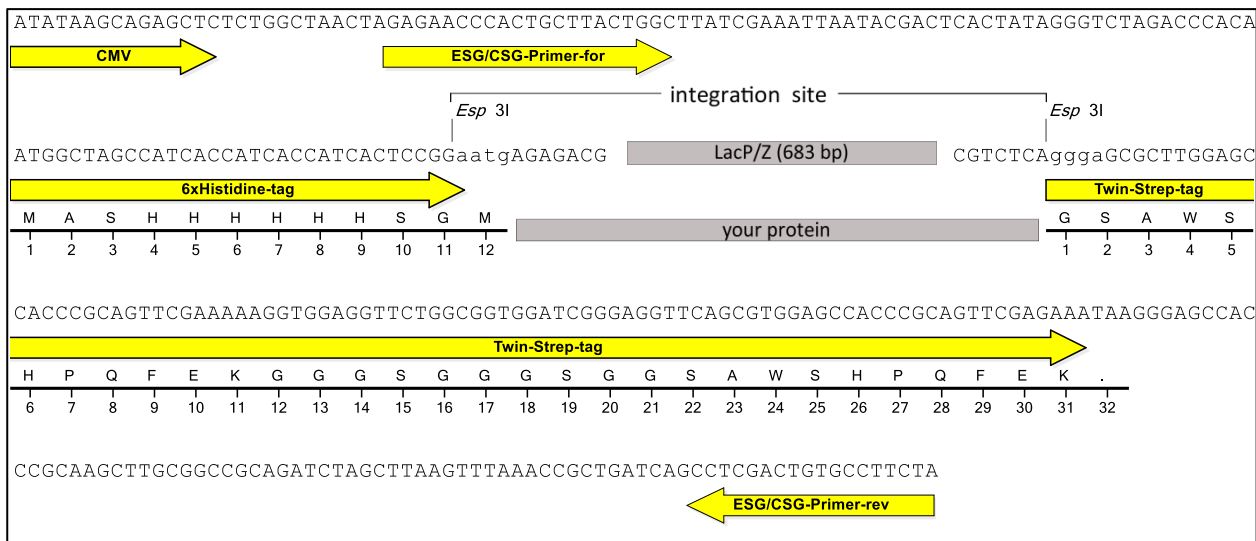 ATATAAGCAGAGCTCTCTGGCTAACTAGAGAACCCACTGCTTACTGGCTTATCGAAATTAATACGACTCACTATAGGGTCTAGACCCACA
CMV ESG/CSG-Primer-for
integration site
Esp 3I Esp 3I
ATGGCTAGCCATCACCATCACCATCACTCCGGaatgAGAGACG LacP/Z (683 bp) CGTCTCAgggaGCGCTTGGAGC
6xHistidine-tag Twin-Strep-tag
M A S H H H H H H S G M G S A W S
1 2 3 4 5 6 7 8 9 10 11 12 your protein 1 2 3 4 5
CACCCGCAGTTCGAAAAAGGTGGAGGTTCTGGCGGTGGATCGGGAGGTTCAGCGTGGAGCCACCCGCAGTTCGAGAAATAAGGGAGCCAC
Twin-Strep-tag
H P Q F E K G G G S G G G S G G S A W S H P Q F E K .
6 7 8 9 10 11 12 13 14 15 16 17 18 19 20 21 22 23 24 25 26 27 28 29 30 31 32
CCGCAAGCTTGCGGCCGCAGATCTAGCTTAAGTTTAAACCGCTGATCAGCCTCGACTGTGCCTTCTA
ESG/CSG-Primer-rev